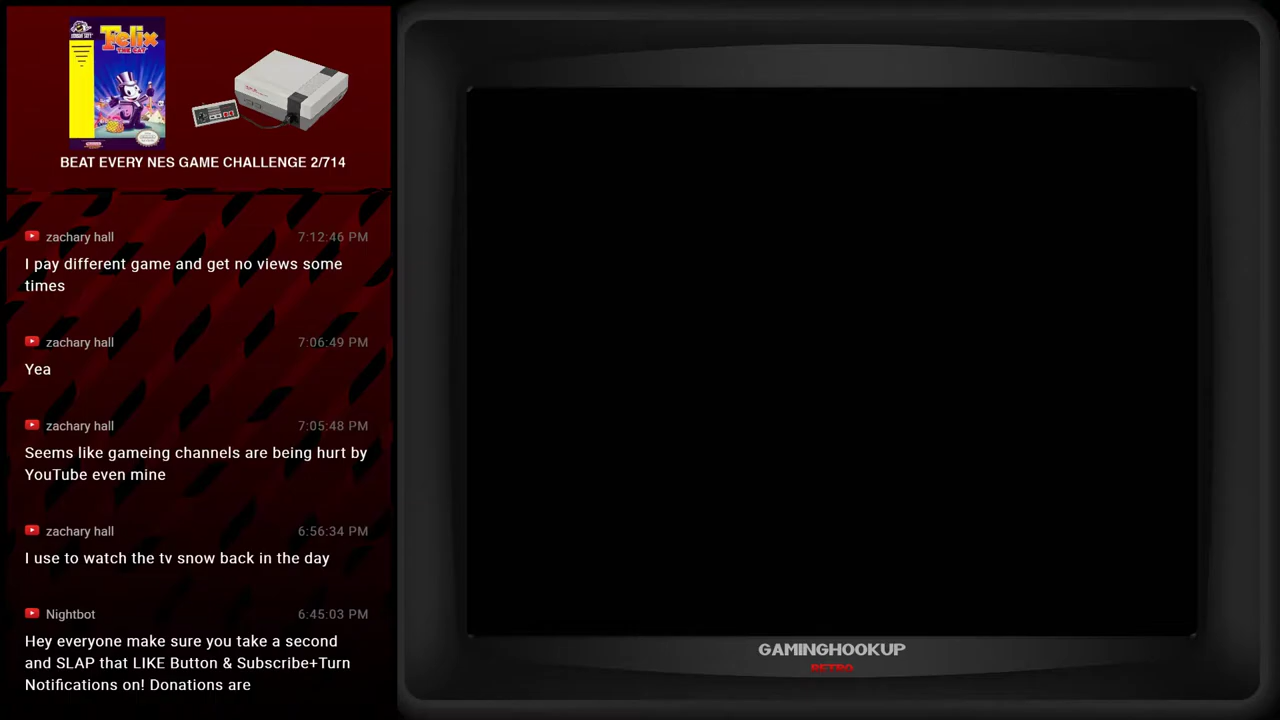 Felix
THE CAT
BEAT EVERY NES GAME CHALLENGE 2/714
zachary hall 7:12:46 PM
I pay different game and get no views some
times
zachary hall 7:06:49 PM
Yea
zachary hall 7:05:48 PM
Seems like gameing channels are being hurt by
YouTube even mine
zachary hall 6:56:34 PM
I use to watch the tv snow back in the day
Nightbot 6:45:03 PM
Hey everyone make sure you take a second
and SLAP that LIKE Button & Subscribe+Turn
Notifications on! Donations are
GAMINGHOOKUP
RETRO